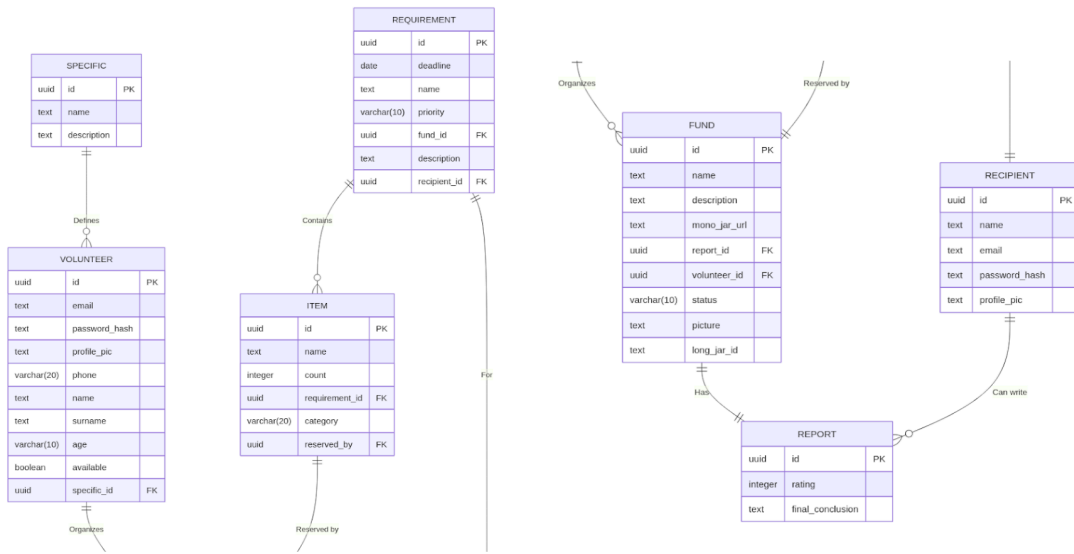 SPECIFIC
uuid id PK
text name
text description
Defines
VOLUNTEER
uuid id PK
text email
text password_hash
text profile_pic
varchar(20) phone
text name
text surname
varchar(10) age
boolean available
uuid specific_id FK
Organizes
REQUIREMENT
uuid id PK
date deadline
text name
varchar(10) priority
uuid fund_id FK
text description
uuid recipient_id FK
Contains
ITEM
uuid id PK
text name
integer count
uuid requirement_id FK
varchar(20) category
uuid reserved_by FK
Reserved by
For
Organizes
Reserved by
FUND
uuid id PK
text name
text description
text mono_jar_url
uuid report_id FK
uuid volunteer_id FK
varchar(10) status
text picture
text long_jar_id
Has
RECIPIENT
uuid id PK
text name
text email
text password_hash
text profile_pic
Can write
REPORT
uuid id PK
integer rating
text final_conclusion